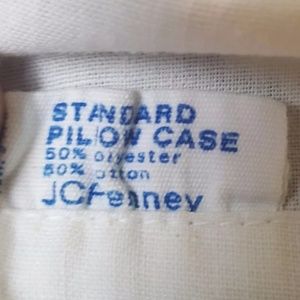 STANDARD
PILOW CASE
50% olyester
50% otton
JCPenney